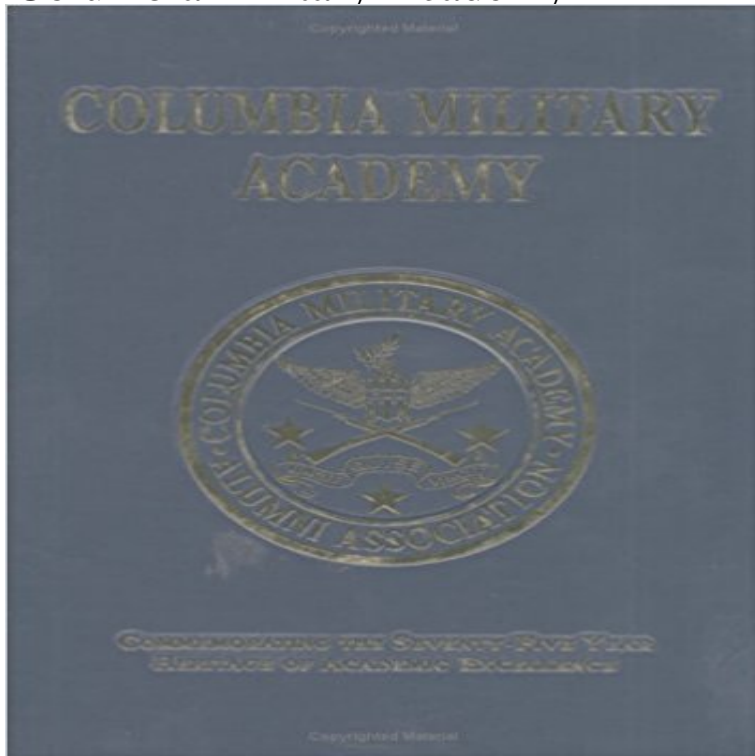 Copyrighted Material
COLUMBIA MILITARY
ACADEMY
· COLUMBIA MILITARY ACADEMY ·
ALUMNI ASSOCIATION
COMMEMORATING THE SEVENTY-FIVE YEAR
HERITAGE OF ACADEMIC EXCELLENCE
Copyrighted Material